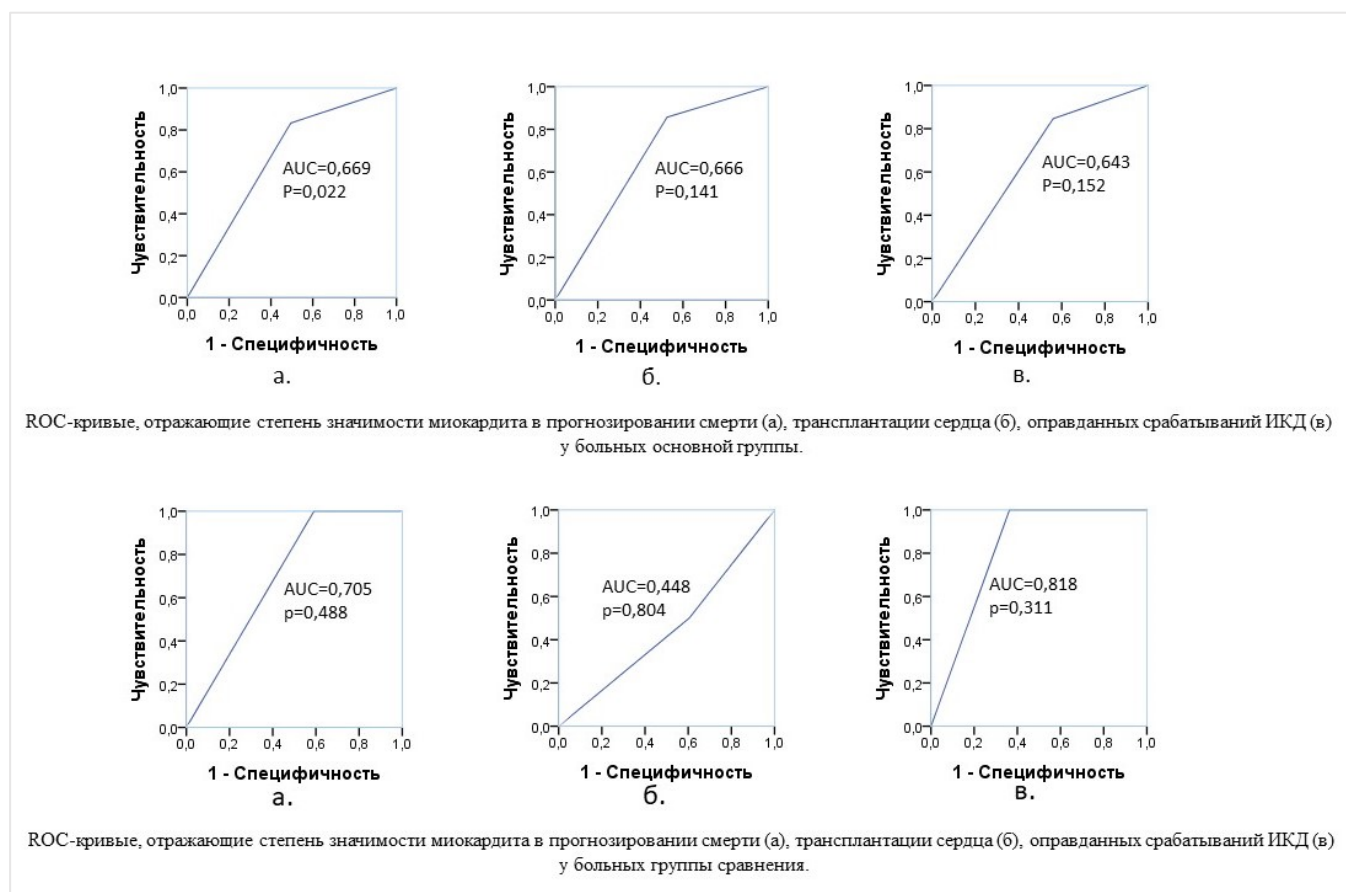 1,0
0,8
0,6
0,4
0,2
0,0
Чувствительность
AUC=0,669
P=0,022
0,0 0,2 0,4 0,6 0,8 1,0
1 - Специфичность
а.
1,0
0,8
0,6
0,4
0,2
0,0
Чувствительность
AUC=0,666
P=0,141
0,0 0,2 0,4 0,6 0,8 1,0
1 - Специфичность
б.
1,0
0,8
0,6
0,4
0,2
0,0
Чувствительность
AUC=0,643
P=0,152
0,0 0,2 0,4 0,6 0,8 1,0
1 - Специфичность
в.
ROC-кривые, отражающие степень значимости миокардита в прогнозировании смерти (а), трансплантации сердца (б), оправданных срабатываний ИКД (в)
у больных основной группы.
1,0
0,8
0,6
0,4
0,2
0,0
Чувствительность
AUC=0,705
p=0,488
0,0 0,2 0,4 0,6 0,8 1,0
1 - Специфичность
а.
1,0
0,8
0,6
0,4
0,2
0,0
Чувствительность
AUC=0,448
p=0,804
0,0 0,2 0,4 0,6 0,8 1,0
1 - Специфичность
б.
1,0
0,8
0,6
0,4
0,2
0,0
Чувствительность
AUC=0,818
p=0,311
0,0 0,2 0,4 0,6 0,8 1,0
1 - Специфичность
в.
ROC-кривые, отражающие степень значимости миокардита в прогнозировании смерти (а), трансплантации сердца (б), оправданных срабатываний ИКД (в)
у больных группы сравнения.